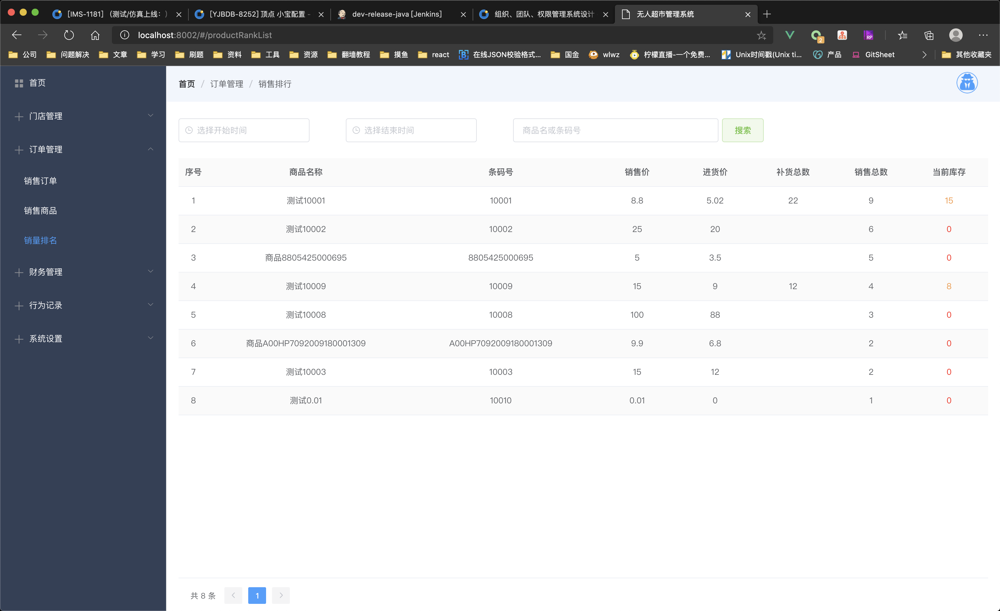 [IMS-1181] （测试/仿真上线：）
[YJBDB-8252] 顶点 小宝配置 -
dev-release-java [Jenkins]
组织、团队、权限管理系统设计
无人超市管理系统
localhost:8002/#/productRankList
2
RP
公司 问题解决 文章 学习 刷题 资料 工具 资源 翻墙教程 摸鱼 react 在线JSON校验格式... 国金 wlwz 柠檬直播-一个免费... Unix时间戳(Unix ti... 产品 GitSheet 其他收藏夹
首页
门店管理
订单管理
销售订单
销售商品
销量排名
财务管理
行为记录
系统设置
首页 / 订单管理 / 销售排行
选择开始时间 选择结束时间 商品名或条码号 搜索
序号 商品名称 条码号 销售价 进货价 补货总数 销售总数 当前库存
1 测试10001 10001 8.8 5.02 22 9 15
2 测试10002 10002 25 20 6 0
3 商品8805425000695 8805425000695 5 3.5 5 0
4 测试10009 10009 15 9 12 4 8
5 测试10008 10008 100 88 3 0
6 商品A00HP7092009180001309 A00HP7092009180001309 9.9 6.8 2 0
7 测试10003 10003 15 12 2 0
8 测试0.01 10010 0.01 0 1 0
共 8 条 1